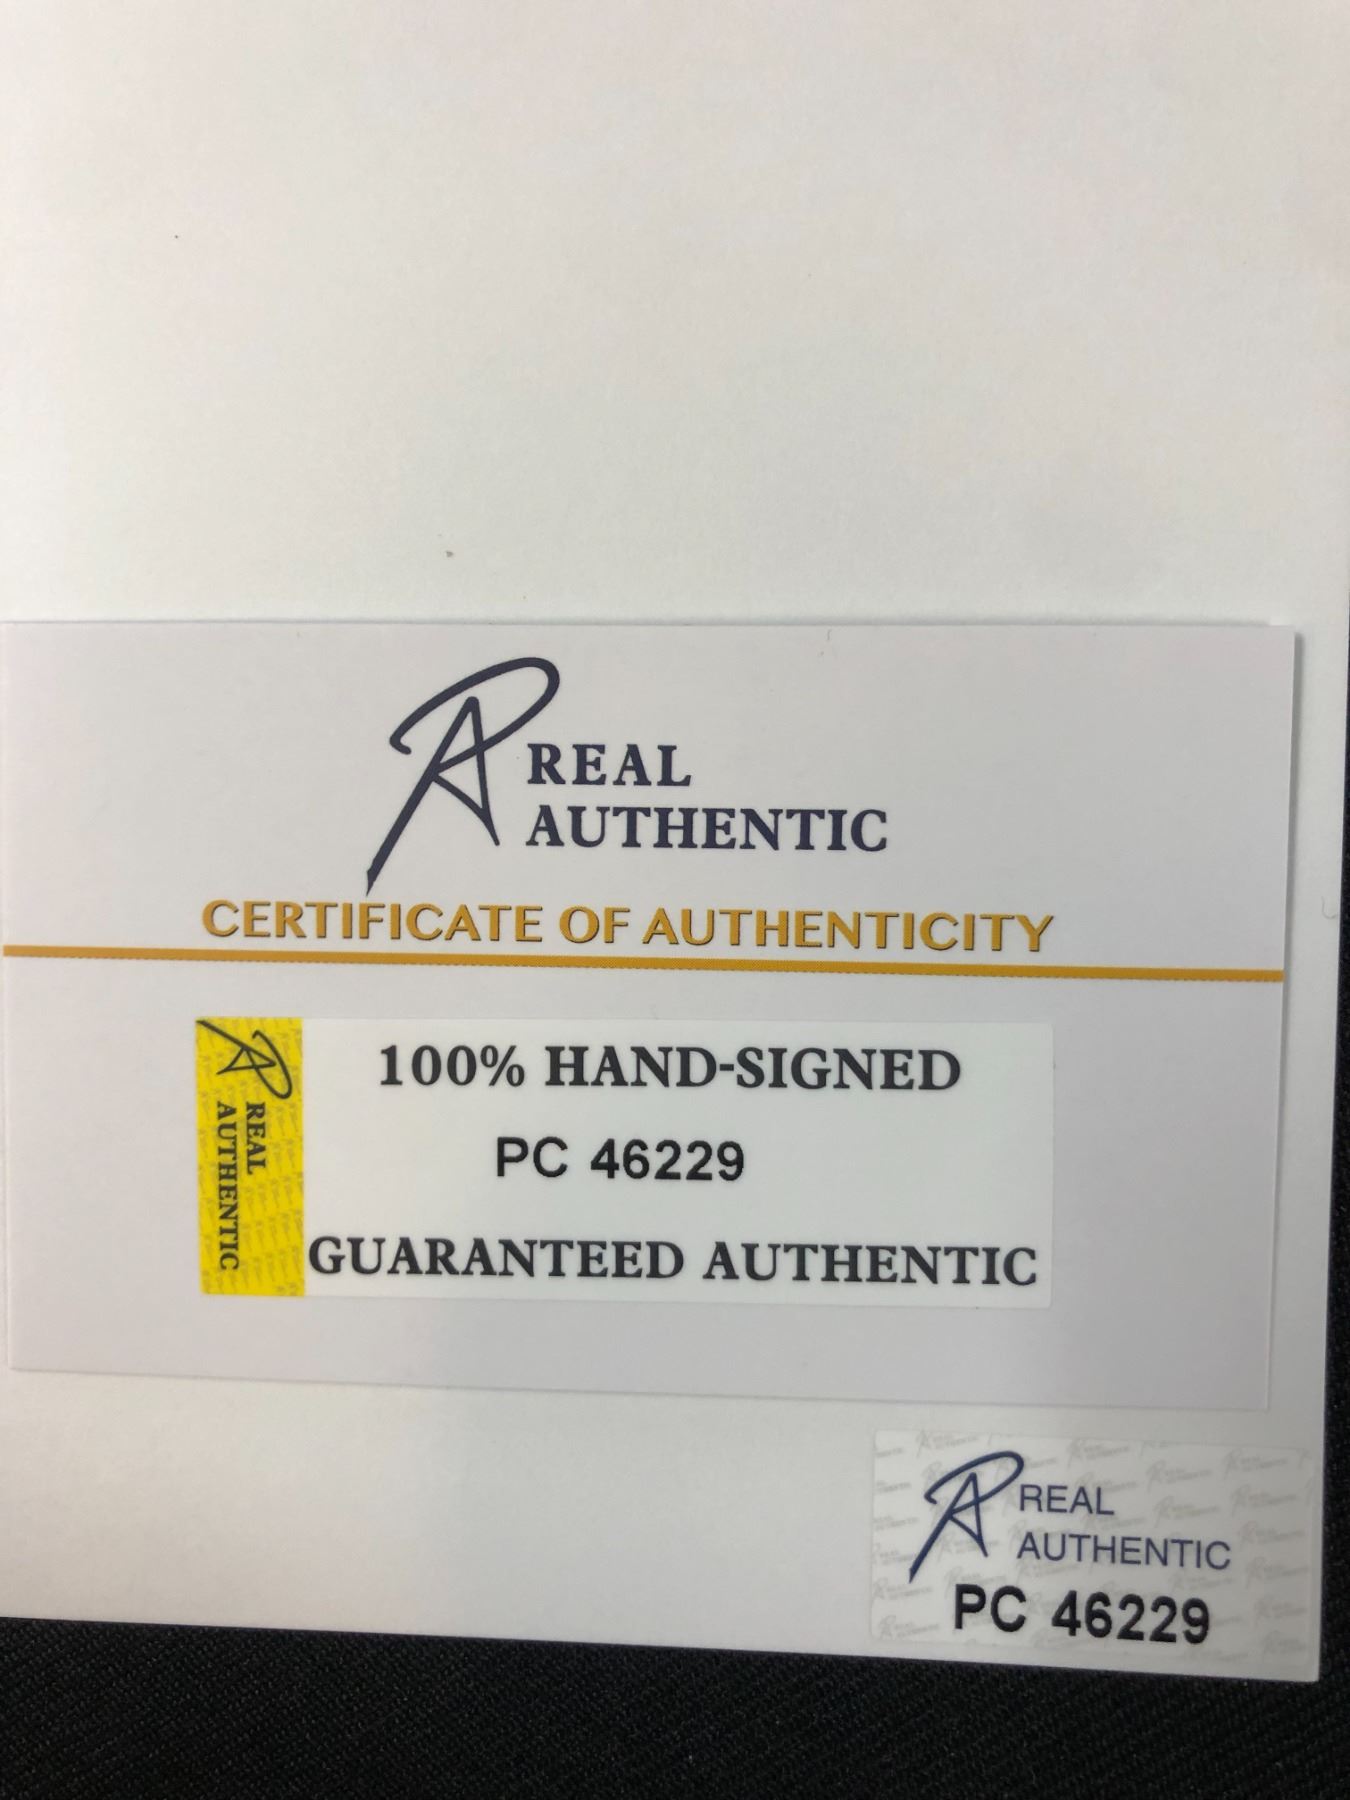 REAL
AUTHENTIC
CERTIFICATE OF AUTHENTICITY
REAL
AUTHENTIC
100% HAND-SIGNED
PC 46229
GUARANTEED AUTHENTIC
REAL
AUTHENTIC
PC 46229